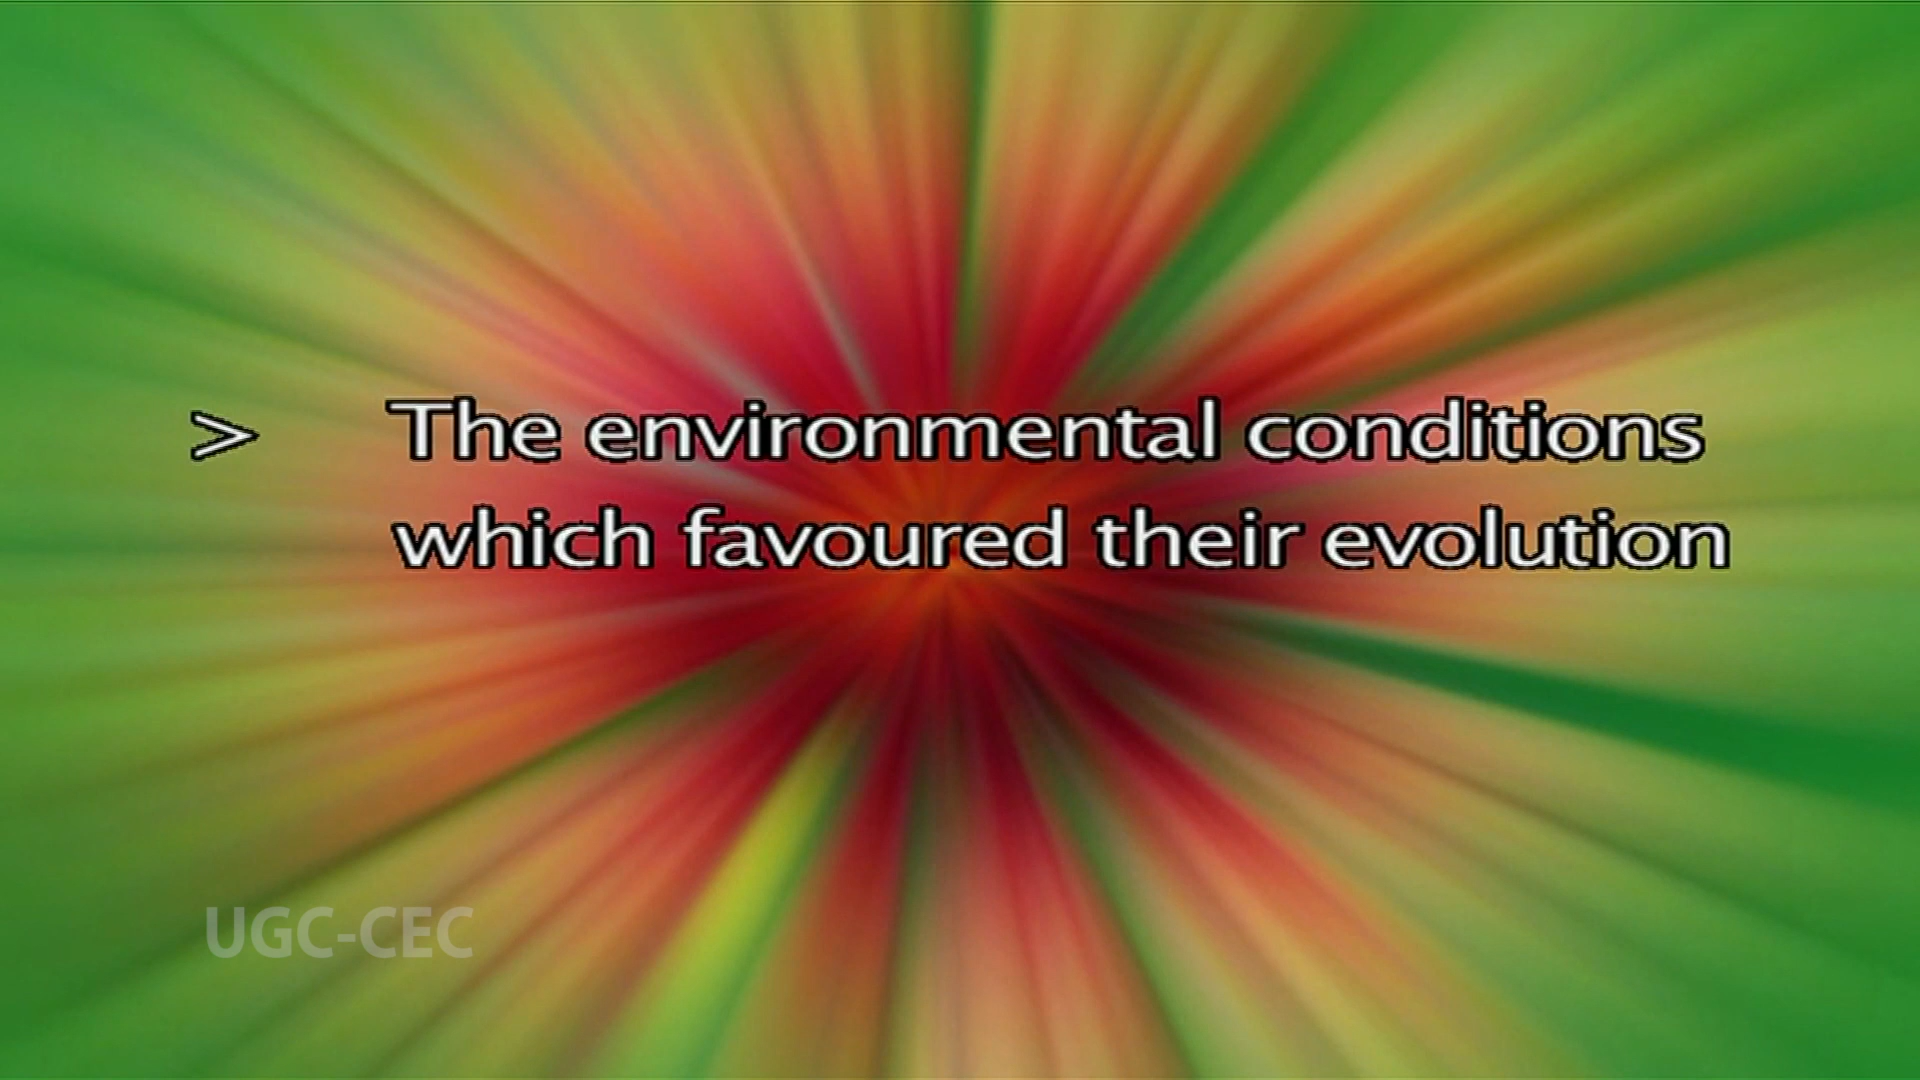 > The environmental conditions
which favoured their evolution
UGC-CEC